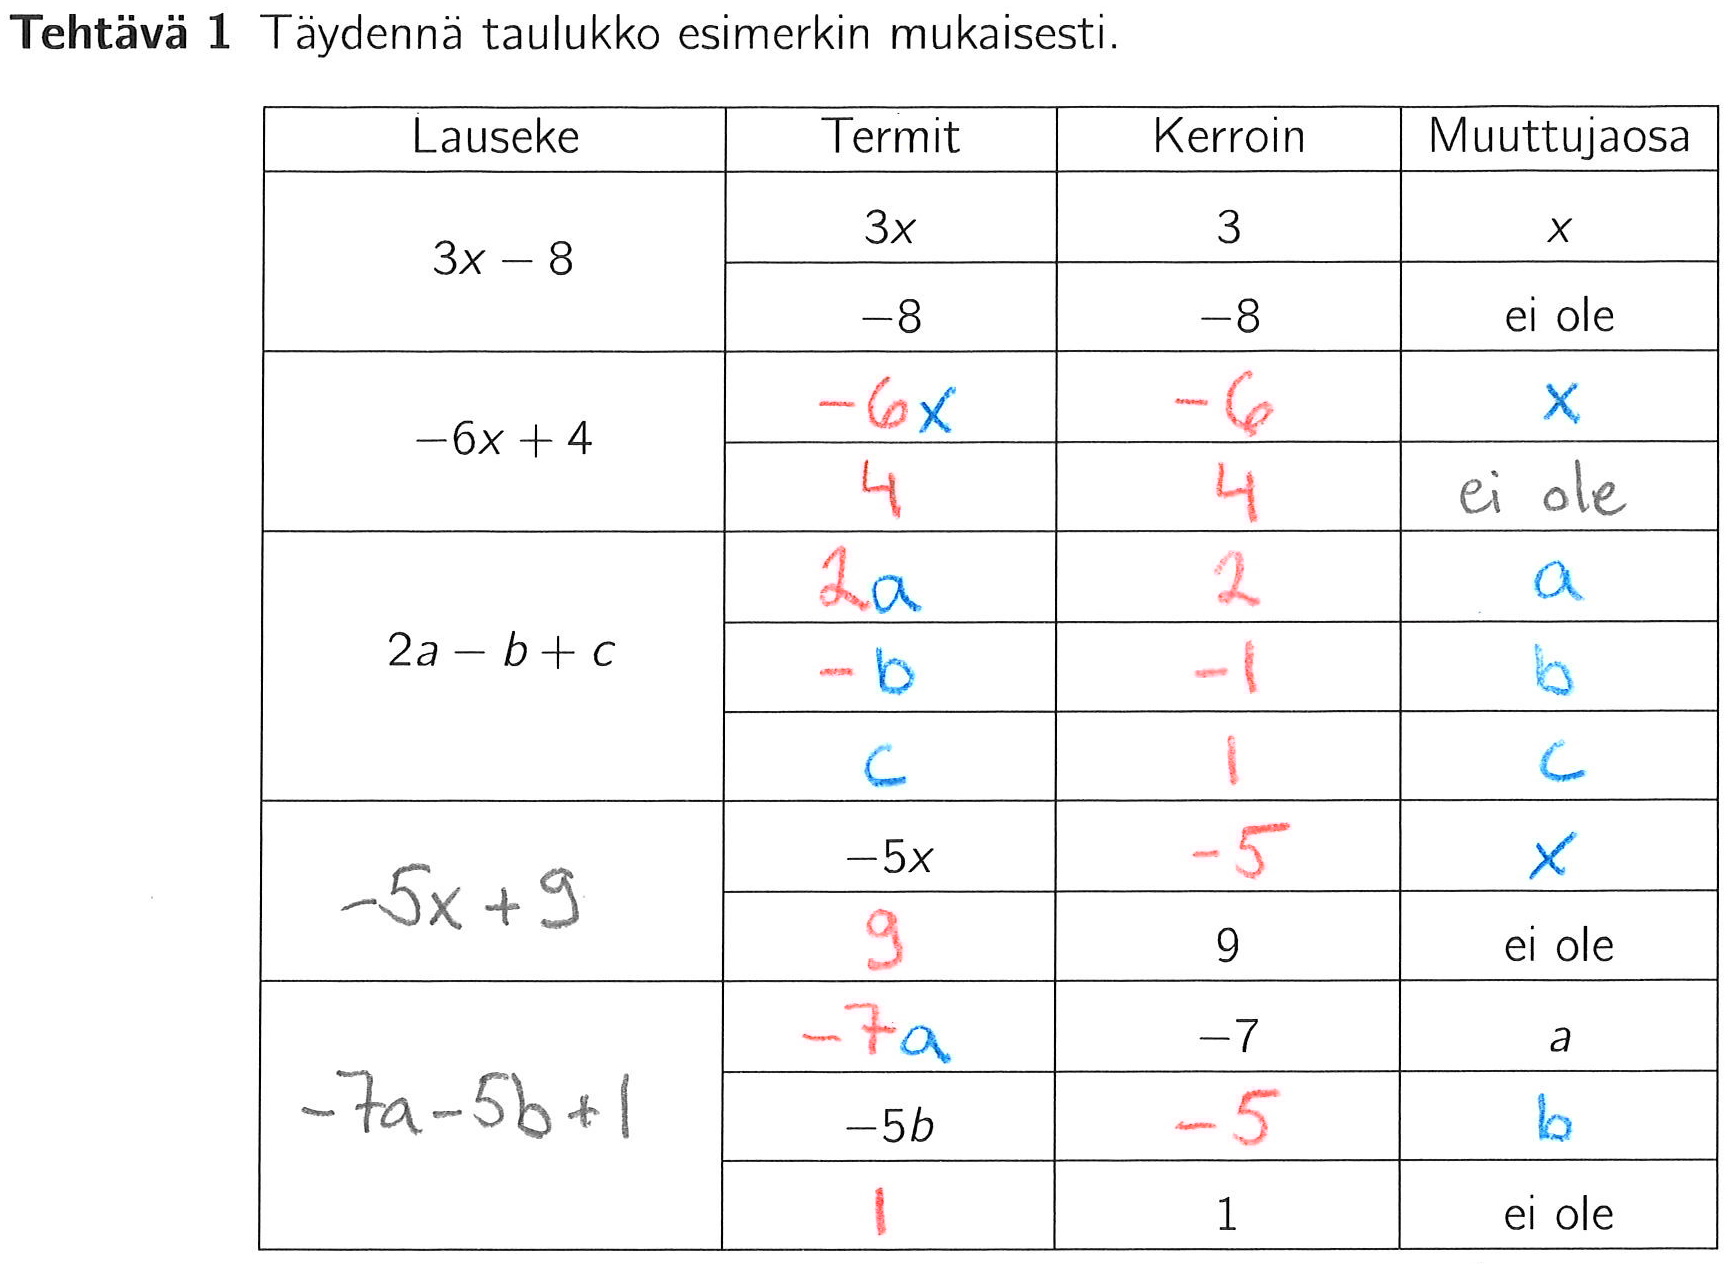 Tehtävä 1 Täydennä taulukko esimerkin mukaisesti.
Lauseke Termit Kerroin Muuttujaosa
3x − 8
3x 3 x
−8 −8 ei ole
−6x + 4
−6x −6 x
4 4 ei ole
2a − b + c
2a 2 a
−b −1 b
c 1 c
−5x + 9
−5x −5 x
9 9 ei ole
−7a − 5b + 1
−7a −7 a
−5b −5 b
1 1 ei ole